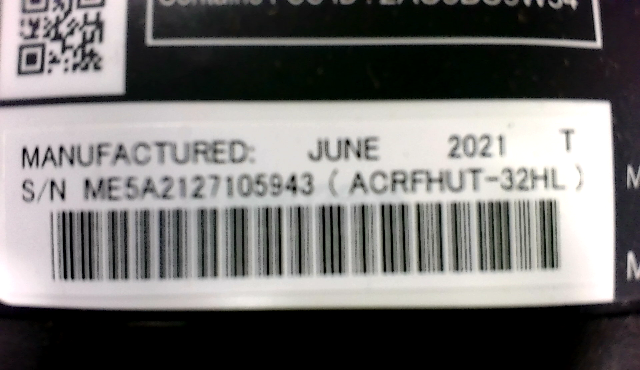 MANUFACTURED: JUNE 2021 T
S/N ME5A2127105943 ( ACRFHUT-32HL )